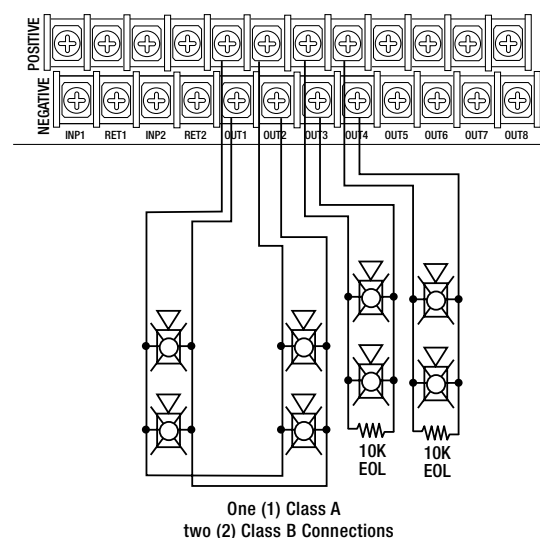 POSITIVE
NEGATIVE
INP1 RET1 INP2 RET2 OUT1 OUT2 OUT3 OUT4 OUT5 OUT6 OUT7 OUT8
10K
EOL
10K
EOL
One (1) Class A
two (2) Class B Connections